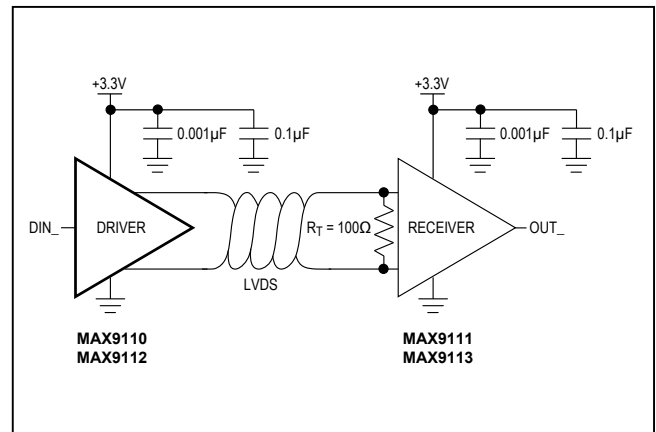 +3.3V
0.001µF
0.1µF
+3.3V
0.001µF
0.1µF
DIN_
DRIVER
LVDS
R_T = 100Ω
RECEIVER
OUT_
MAX9110
MAX9112
MAX9111
MAX9113